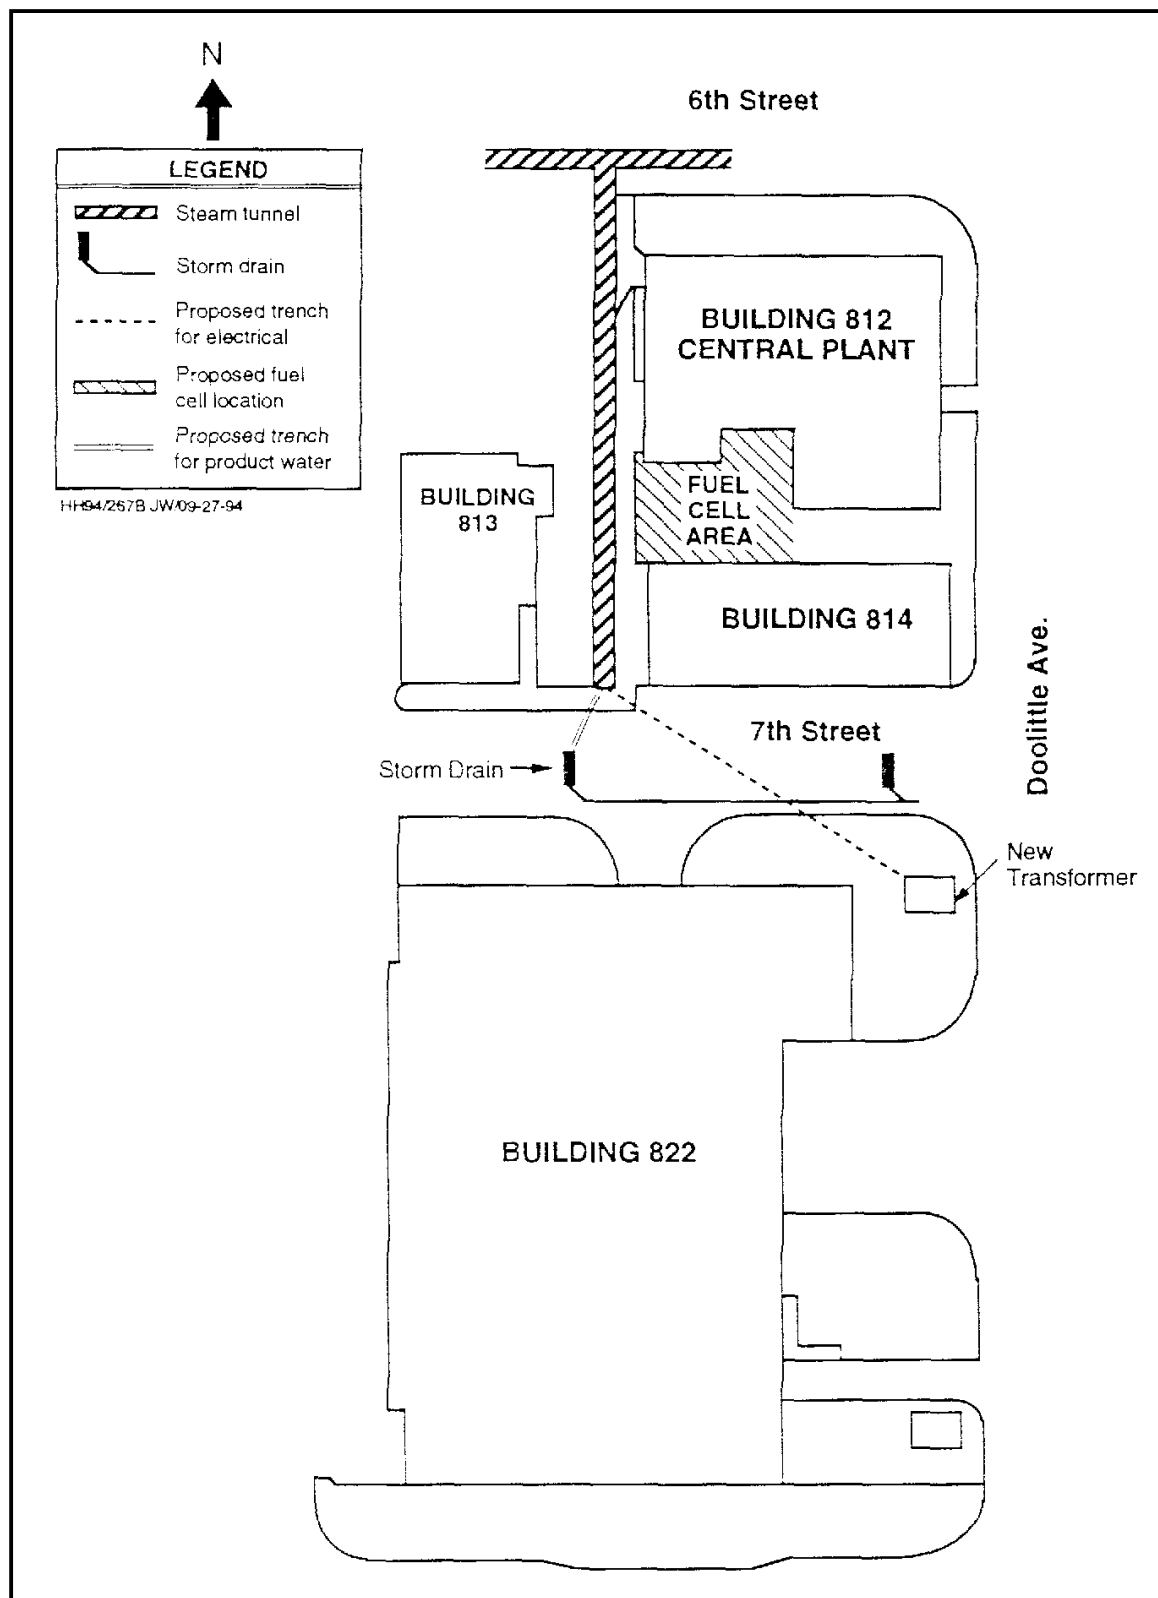 N
6th Street
LEGEND
Steam tunnel
Storm drain
Proposed trench
for electrical
Proposed fuel
cell location
Proposed trench
for product water
HH94/267B JW/09-27-94
BUILDING 812
CENTRAL PLANT
BUILDING
813
FUEL
CELL
AREA
BUILDING 814
Doolittle Ave.
7th Street
Storm Drain
New
Transformer
BUILDING 822